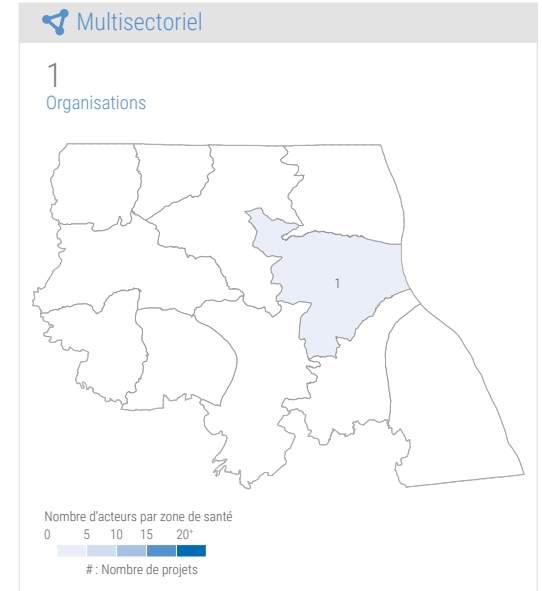 Multisectoriel
1
Organisations
1
Nombre d'acteurs par zone de santé
0 5 10 15 20+
# : Nombre de projets